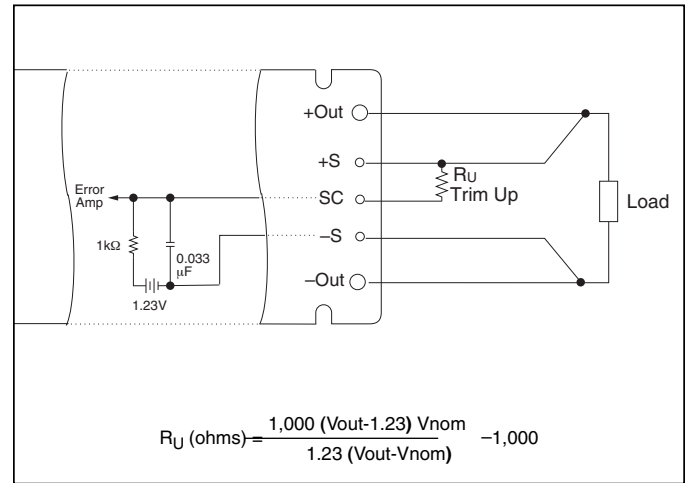 +Out
+S
RU
Trim Up
Error
Amp
SC
Load
1kΩ
0.033
μF
–S
1.23V
–Out
RU (ohms) = 1,000 (Vout-1.23) Vnom / 1.23 (Vout-Vnom) –1,000